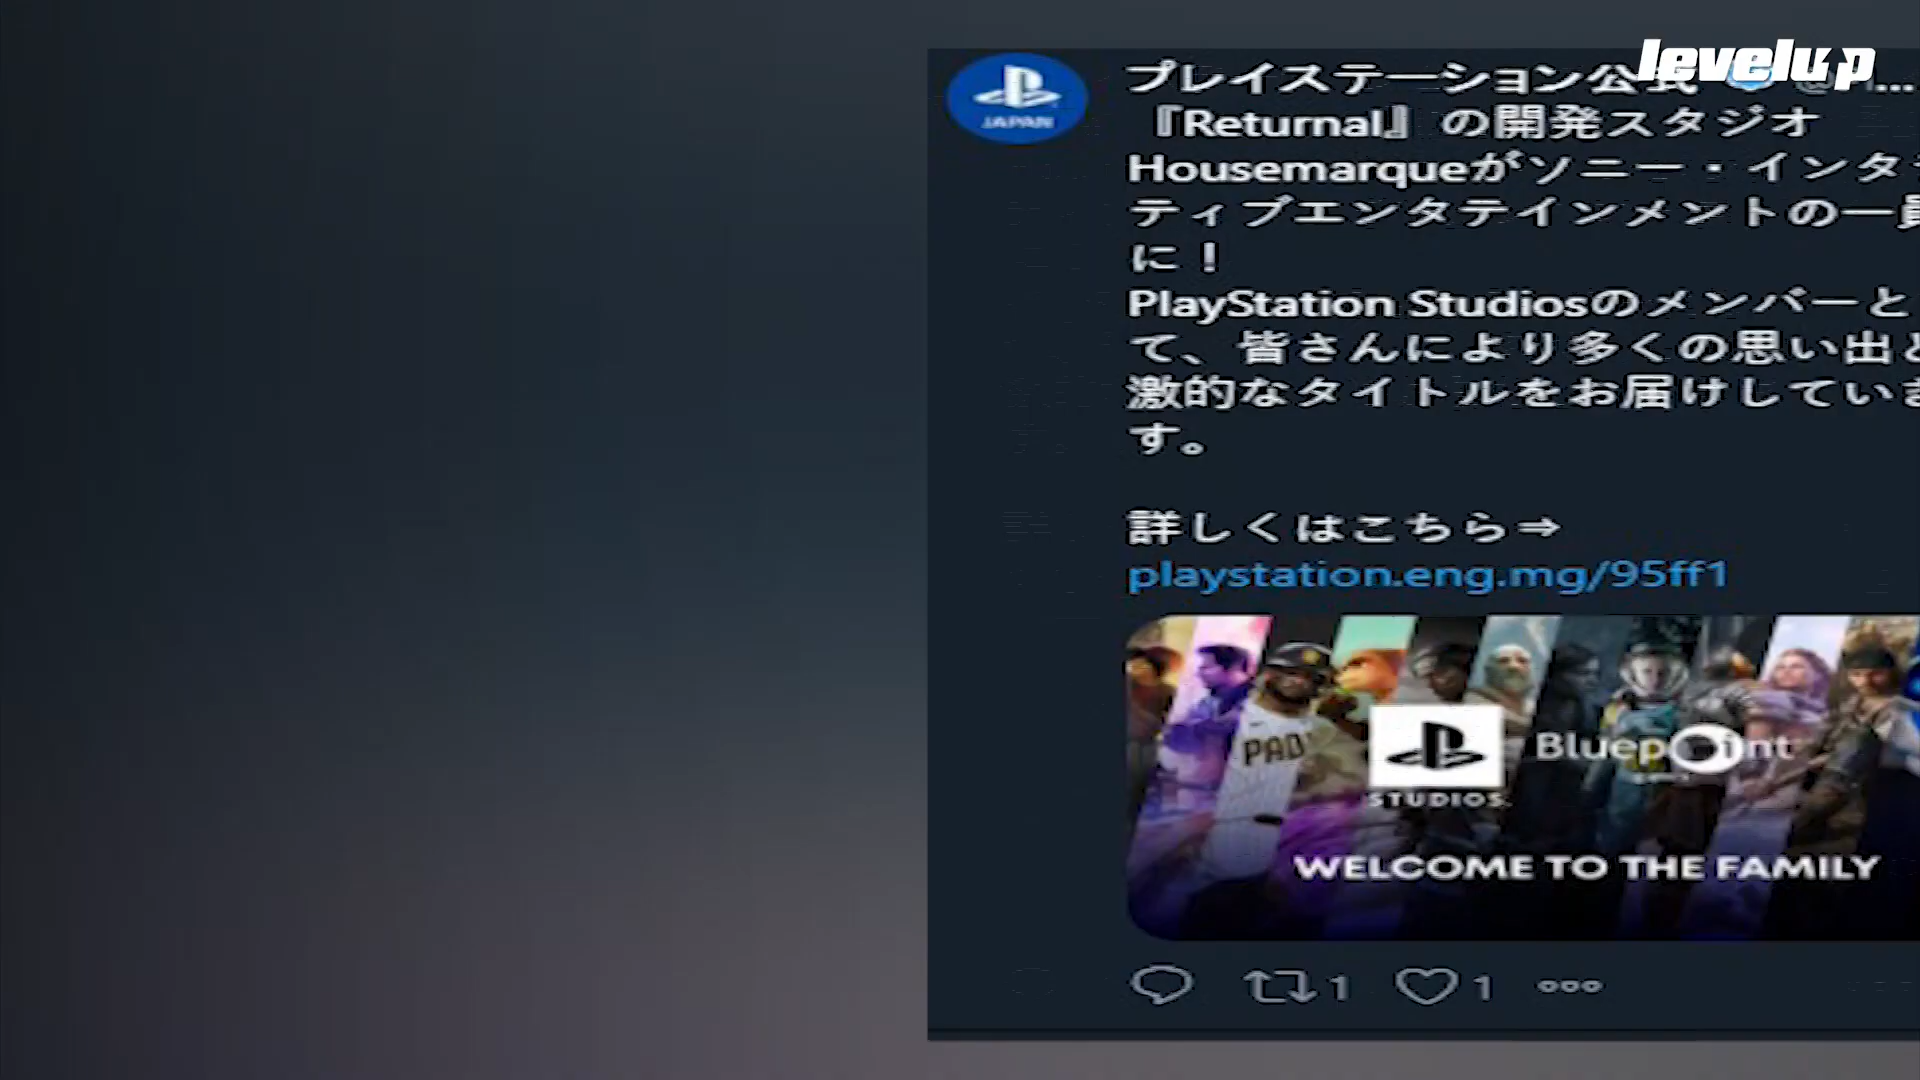 levelup
プレイステーション公式
『Returnal』の開発スタジオ
Housemarqueがソニー・インタラ
ティブエンタテインメントの一員
に！
PlayStation Studiosのメンバーと
て、皆さんにより多くの思い出と
激的なタイトルをお届けしていま
す。
詳しくはこちら⇒
playstation.eng.mg/95ff1
JAPAN
PAD
Bluepoint
STUDIOS
WELCOME TO THE FAMILY
1 1